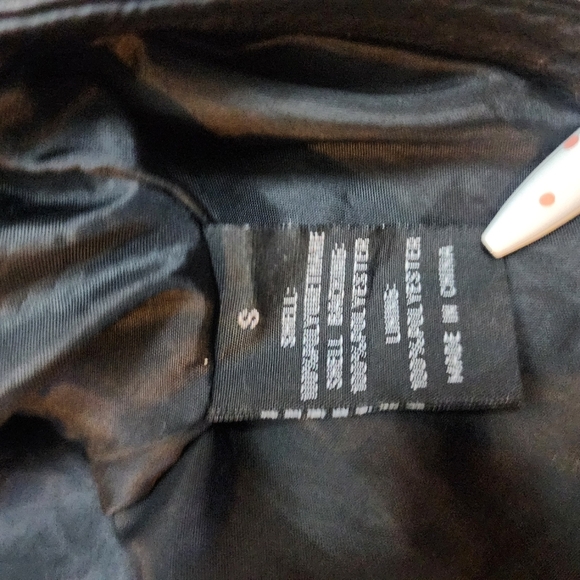 S
SHELL:
100%POLYURETHANE
SHELL BACKING:
100%POLYESTER
LINING:
100%POLYESTER
MADE IN CHINA